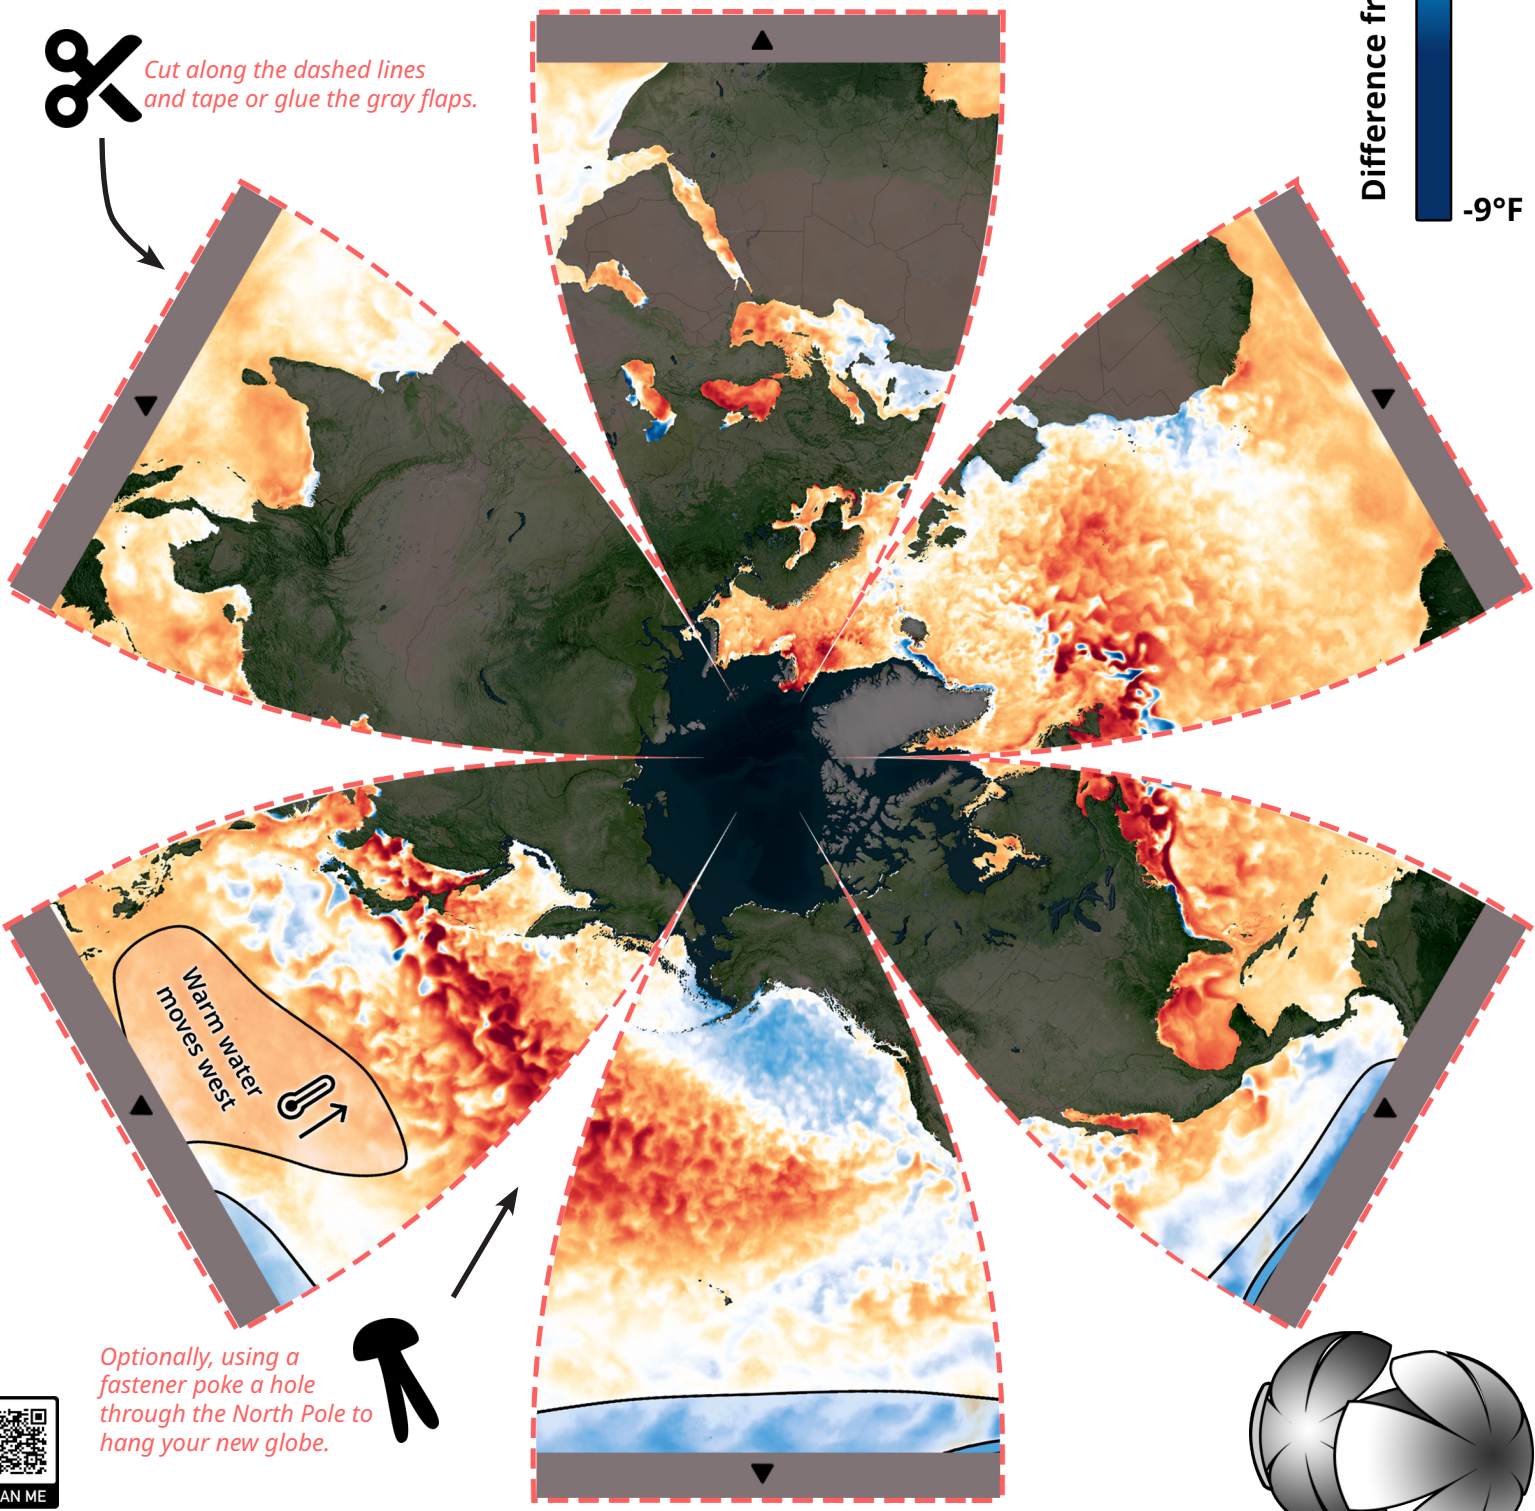 Cut along the dashed lines
and tape or glue the gray flaps.
Difference fr
-9°F
Warm water
moves west
Optionally, using a
fastener poke a hole
through the North Pole to
hang your new globe.
AN ME